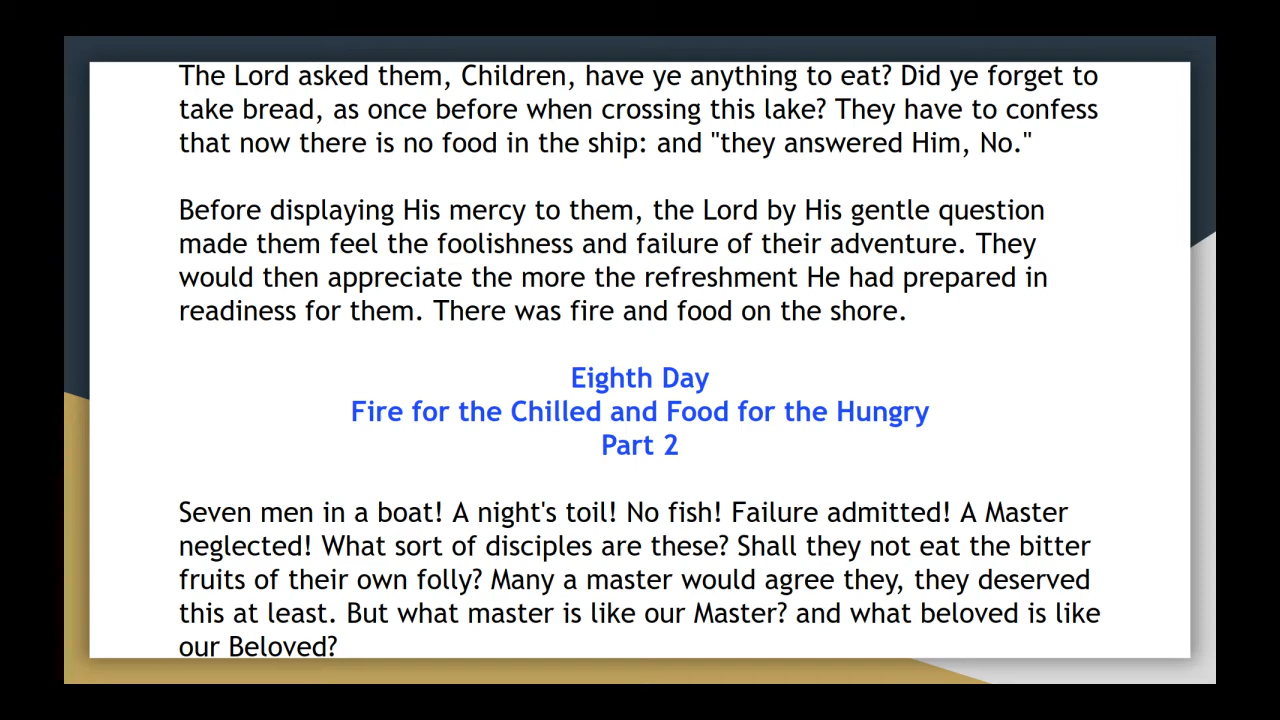 The Lord asked them, Children, have ye anything to eat? Did ye forget to
take bread, as once before when crossing this lake? They have to confess
that now there is no food in the ship: and "they answered Him, No."
Before displaying His mercy to them, the Lord by His gentle question
made them feel the foolishness and failure of their adventure. They
would then appreciate the more the refreshment He had prepared in
readiness for them. There was fire and food on the shore.
Eighth Day
Fire for the Chilled and Food for the Hungry
Part 2
Seven men in a boat! A night's toil! No fish! Failure admitted! A Master
neglected! What sort of disciples are these? Shall they not eat the bitter
fruits of their own folly? Many a master would agree they, they deserved
this at least. But what master is like our Master? and what beloved is like
our Beloved?